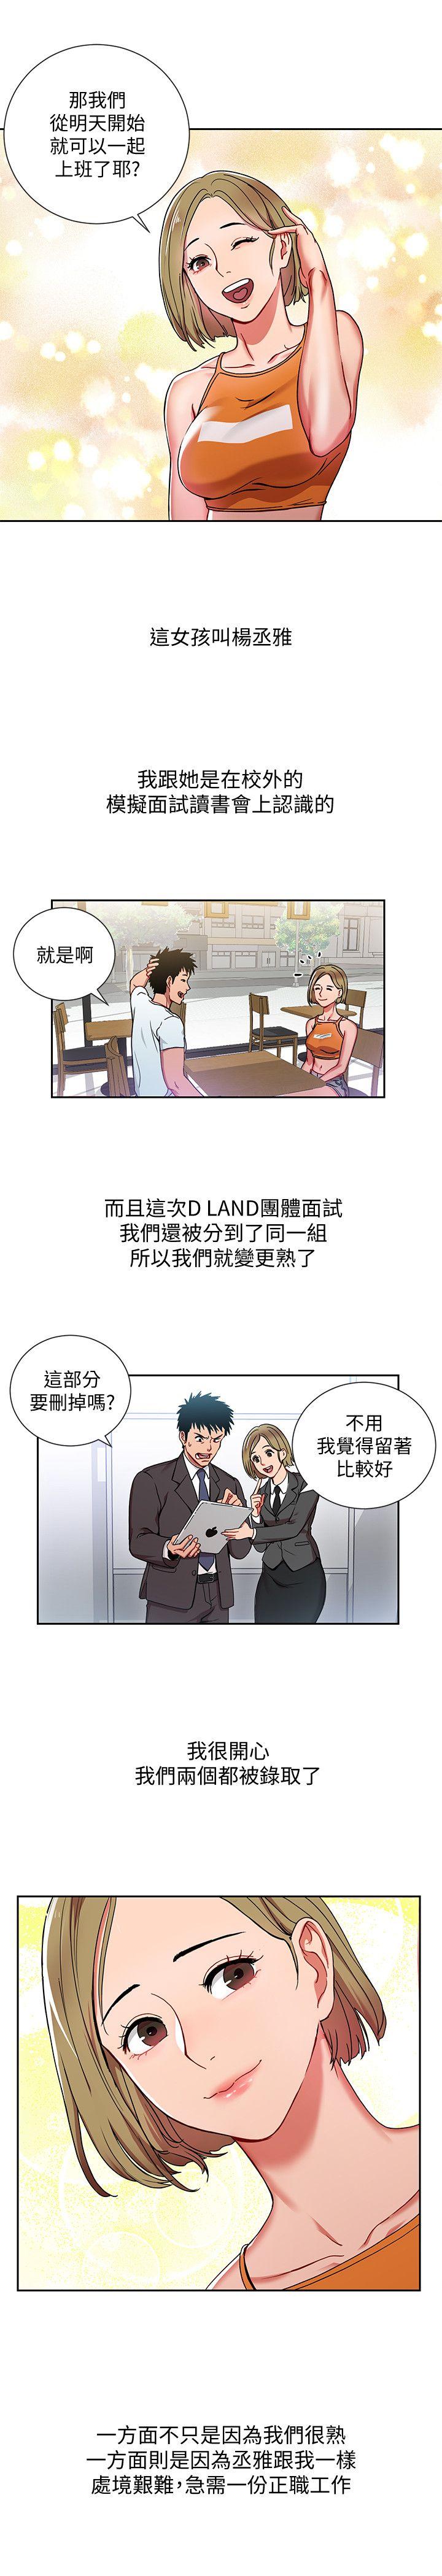 那我們
從明天開始
就可以一起
上班了耶?
這女孩叫楊丞雅
我跟她是在校外的
模擬面試讀書會上認識的
就是啊
而且這次D LAND團體面試
我們還被分到了同一組
所以我們就變更熟了
這部分
要刪掉嗎?
不用
我覺得留著
比較好
我很開心
我們兩個都被錄取了
一方面不只是因為我們很熟
一方面則是因為丞雅跟我一樣
處境艱難,急需一份正職工作